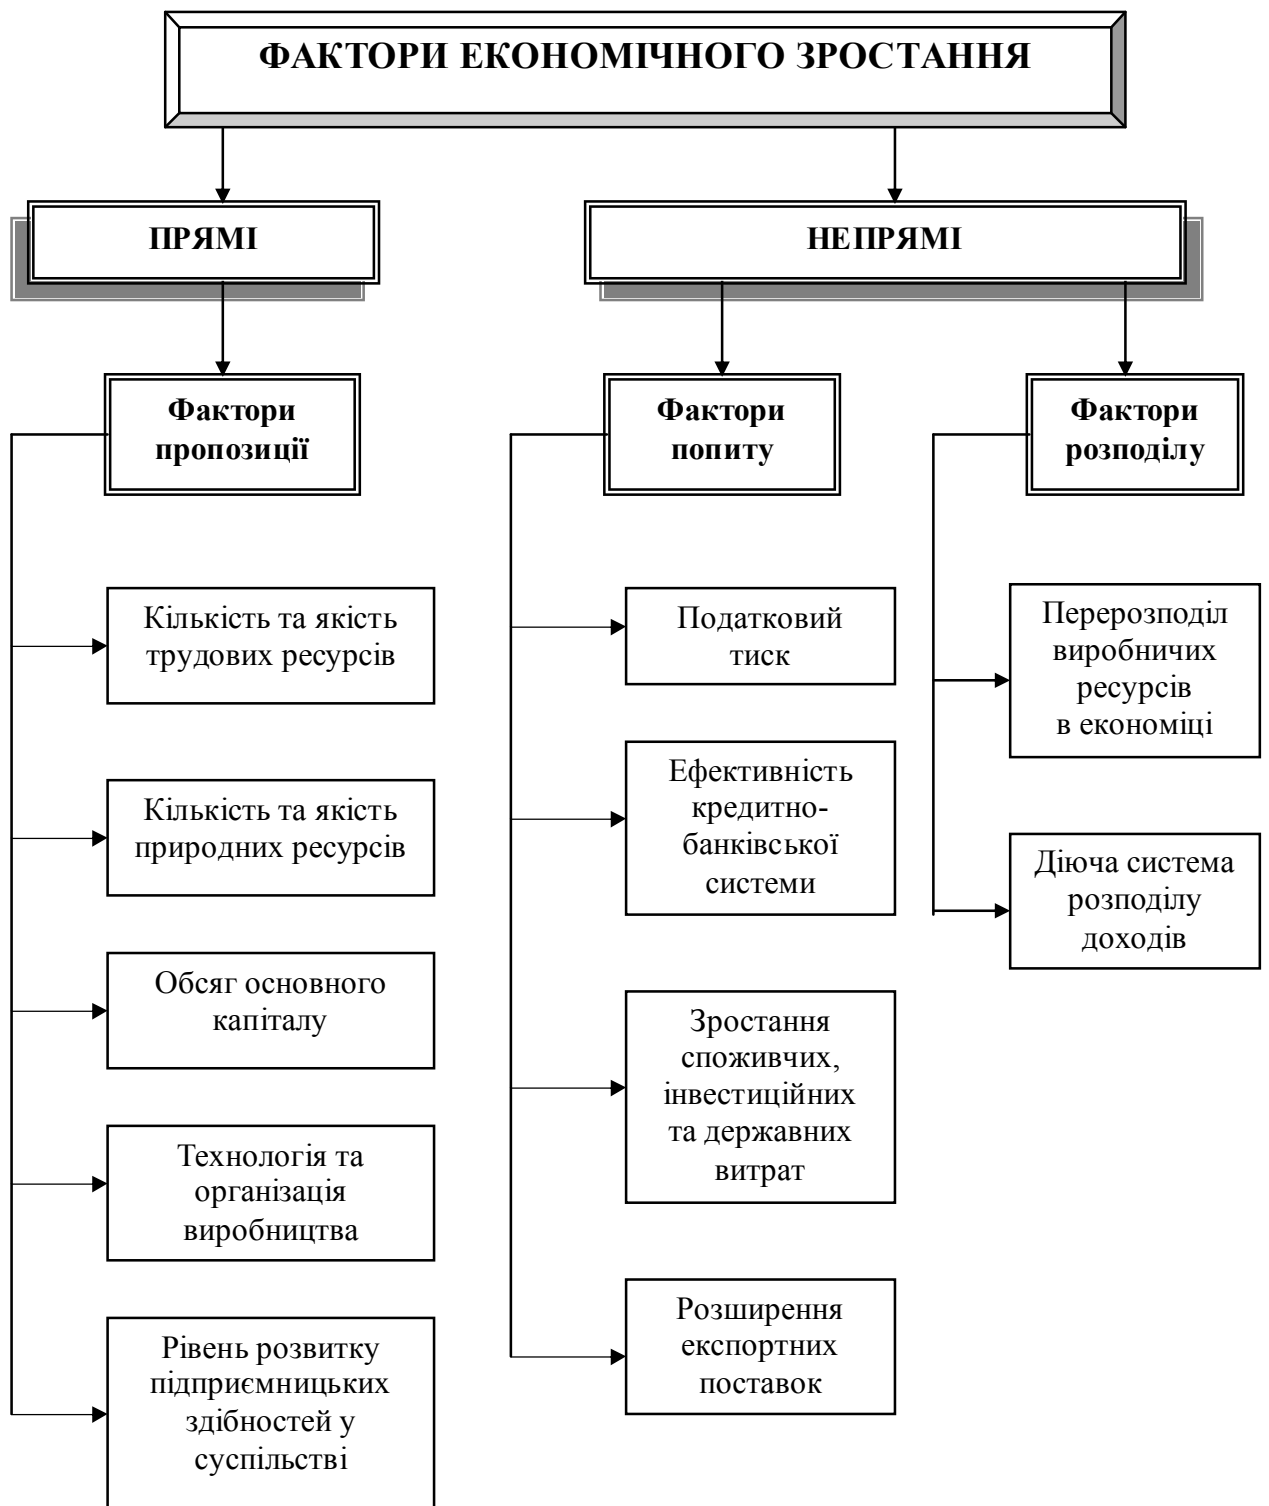 ФАКТОРИ ЕКОНОМІЧНОГО ЗРОСТАННЯ
ПРЯМІ
НЕПРЯМІ
Фактори
пропозиції
Фактори
попиту
Фактори
розподілу
Кількість та якість
трудових ресурсів
Кількість та якість
природних ресурсів
Обсяг основного
капіталу
Технологія та
організація
виробництва
Рівень розвитку
підприємницьких
здібностей у
суспільстві
Податковий
тиск
Ефективність
кредитно-
банківської
системи
Зростання
споживчих,
інвестиційних
та державних
витрат
Розширення
експортних
поставок
Перерозподіл
виробничих
ресурсів
в економіці
Діюча система
розподілу
доходів